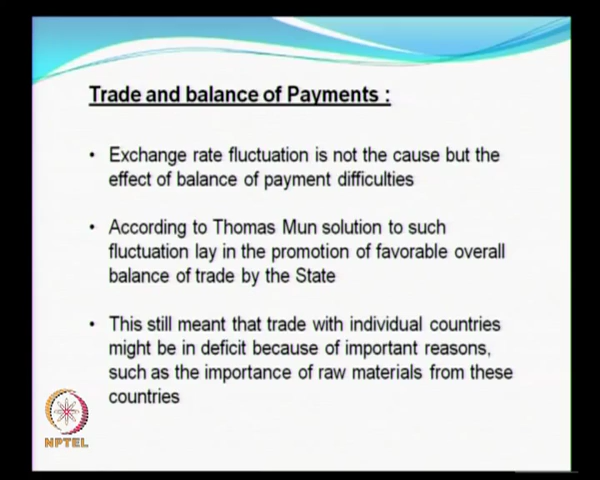 Trade and balance of Payments :
• Exchange rate fluctuation is not the cause but the
effect of balance of payment difficulties
• According to Thomas Mun solution to such
fluctuation lay in the promotion of favorable overall
balance of trade by the State
• This still meant that trade with individual countries
might be in deficit because of important reasons,
such as the importance of raw materials from these
countries
NPTEL